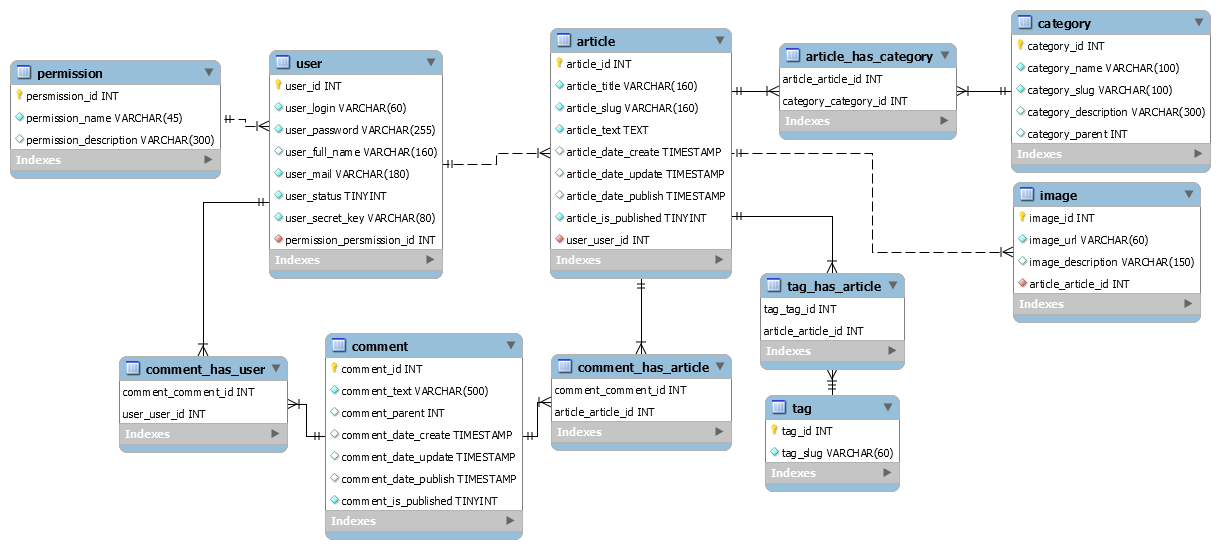 permission
persmission_id INT
permission_name VARCHAR(45)
permission_description VARCHAR(300)
Indexes
user
user_id INT
user_login VARCHAR(60)
user_password VARCHAR(255)
user_full_name VARCHAR(160)
user_mail VARCHAR(180)
user_status TINYINT
user_secret_key VARCHAR(80)
permission_persmission_id INT
Indexes
article
article_id INT
article_title VARCHAR(160)
article_slug VARCHAR(160)
article_text TEXT
article_date_create TIMESTAMP
article_date_update TIMESTAMP
article_date_publish TIMESTAMP
article_is_published TINYINT
user_user_id INT
Indexes
article_has_category
article_article_id INT
category_category_id INT
Indexes
category
category_id INT
category_name VARCHAR(100)
category_slug VARCHAR(100)
category_description VARCHAR(300)
category_parent INT
Indexes
image
image_id INT
image_url VARCHAR(60)
image_description VARCHAR(150)
article_article_id INT
Indexes
tag_has_article
tag_tag_id INT
article_article_id INT
Indexes
comment_has_user
comment_comment_id INT
user_user_id INT
Indexes
comment
comment_id INT
comment_text VARCHAR(500)
comment_parent INT
comment_date_create TIMESTAMP
comment_date_update TIMESTAMP
comment_date_publish TIMESTAMP
comment_is_published TINYINT
Indexes
comment_has_article
comment_comment_id INT
article_article_id INT
Indexes
tag
tag_id INT
tag_slug VARCHAR(60)
Indexes